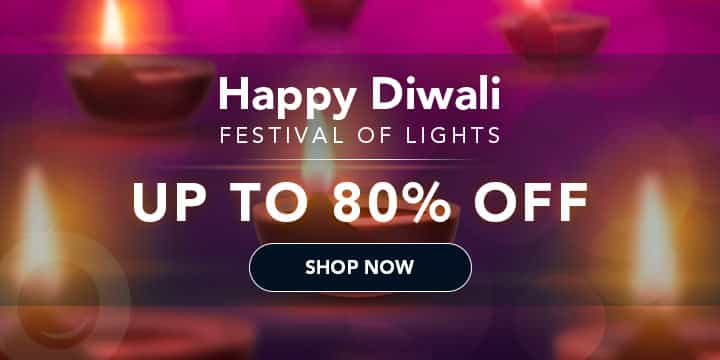 Happy Diwali
FESTIVAL OF LIGHTS
UP TO 80% OFF
SHOP NOW